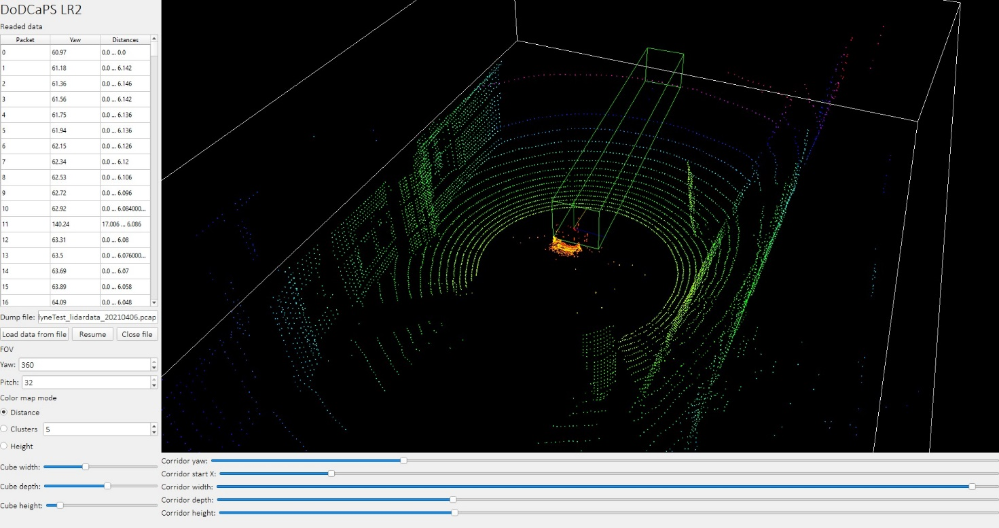 DoDCaPS LR2
Readed data
Packet Yaw Distances
0 60.97 0.0 ... 0.0
1 61.18 0.0 ... 6.142
2 61.36 0.0 ... 6.146
3 61.56 0.0 ... 6.142
4 61.75 0.0 ... 6.136
5 61.94 0.0 ... 6.136
6 62.15 0.0 ... 6.126
7 62.34 0.0 ... 6.12
8 62.53 0.0 ... 6.106
9 62.72 0.0 ... 6.096
10 62.92 0.0 ... 6.084000...
11 140.24 17.006 ... 6.086
12 63.31 0.0 ... 6.08
13 63.5 0.0 ... 6.076000...
14 63.69 0.0 ... 6.07
15 63.89 0.0 ... 6.058
16 64.09 0.0 ... 6.048
Dump file: lyneTest_lidardata_20210406.pcap
Load data from file Resume Close file
FOV
Yaw: 360
Pitch: 32
Color map mode
Distance
Clusters 5
Height
Cube width:
Cube depth:
Cube height:
Corridor yaw:
Corridor start X:
Corridor width:
Corridor depth:
Corridor height: